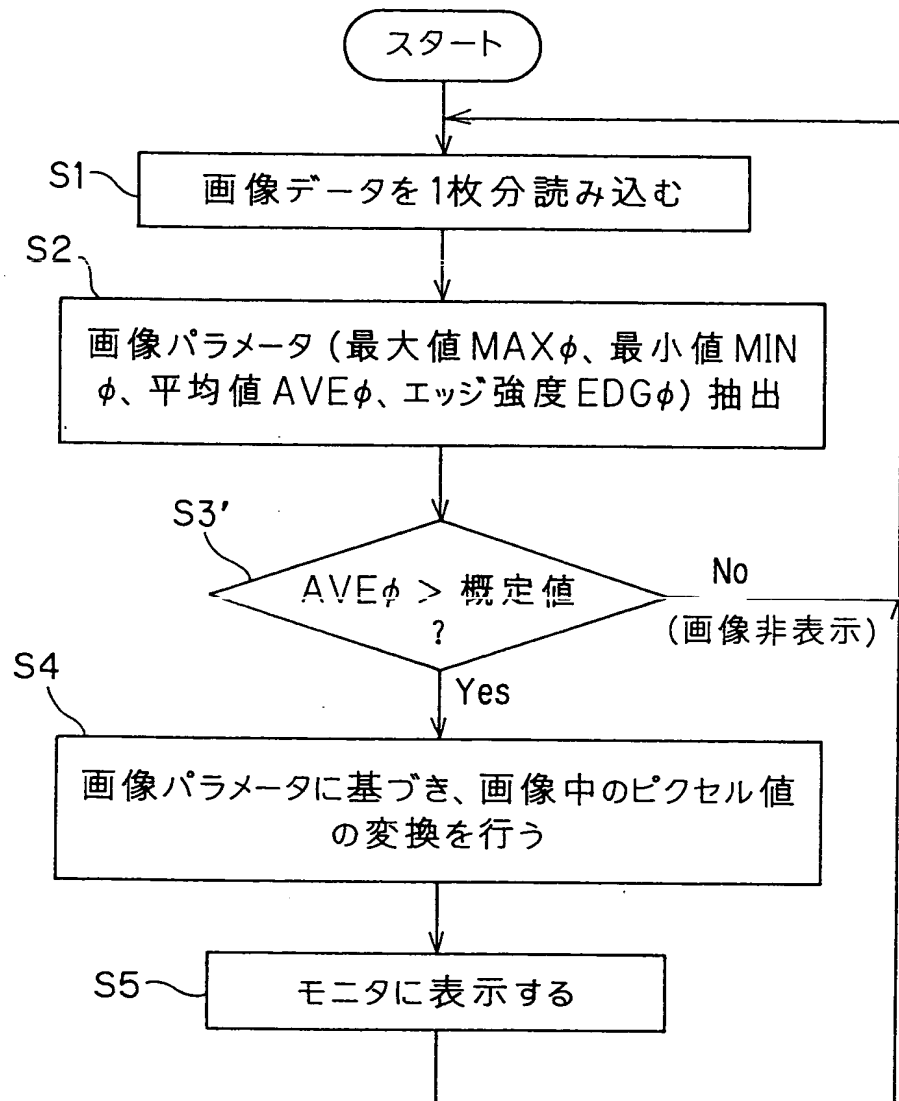 スタート
S1
画像データを1枚分読み込む
S2
画像パラメータ(最大値MAXφ、最小値MIN
φ、平均値AVEφ、エッジ強度EDGφ)抽出
S3'
AVEφ > 概定値
?
No
(画像非表示)
Yes
S4
画像パラメータに基づき、画像中のピクセル値
の変換を行う
S5
モニタに表示する